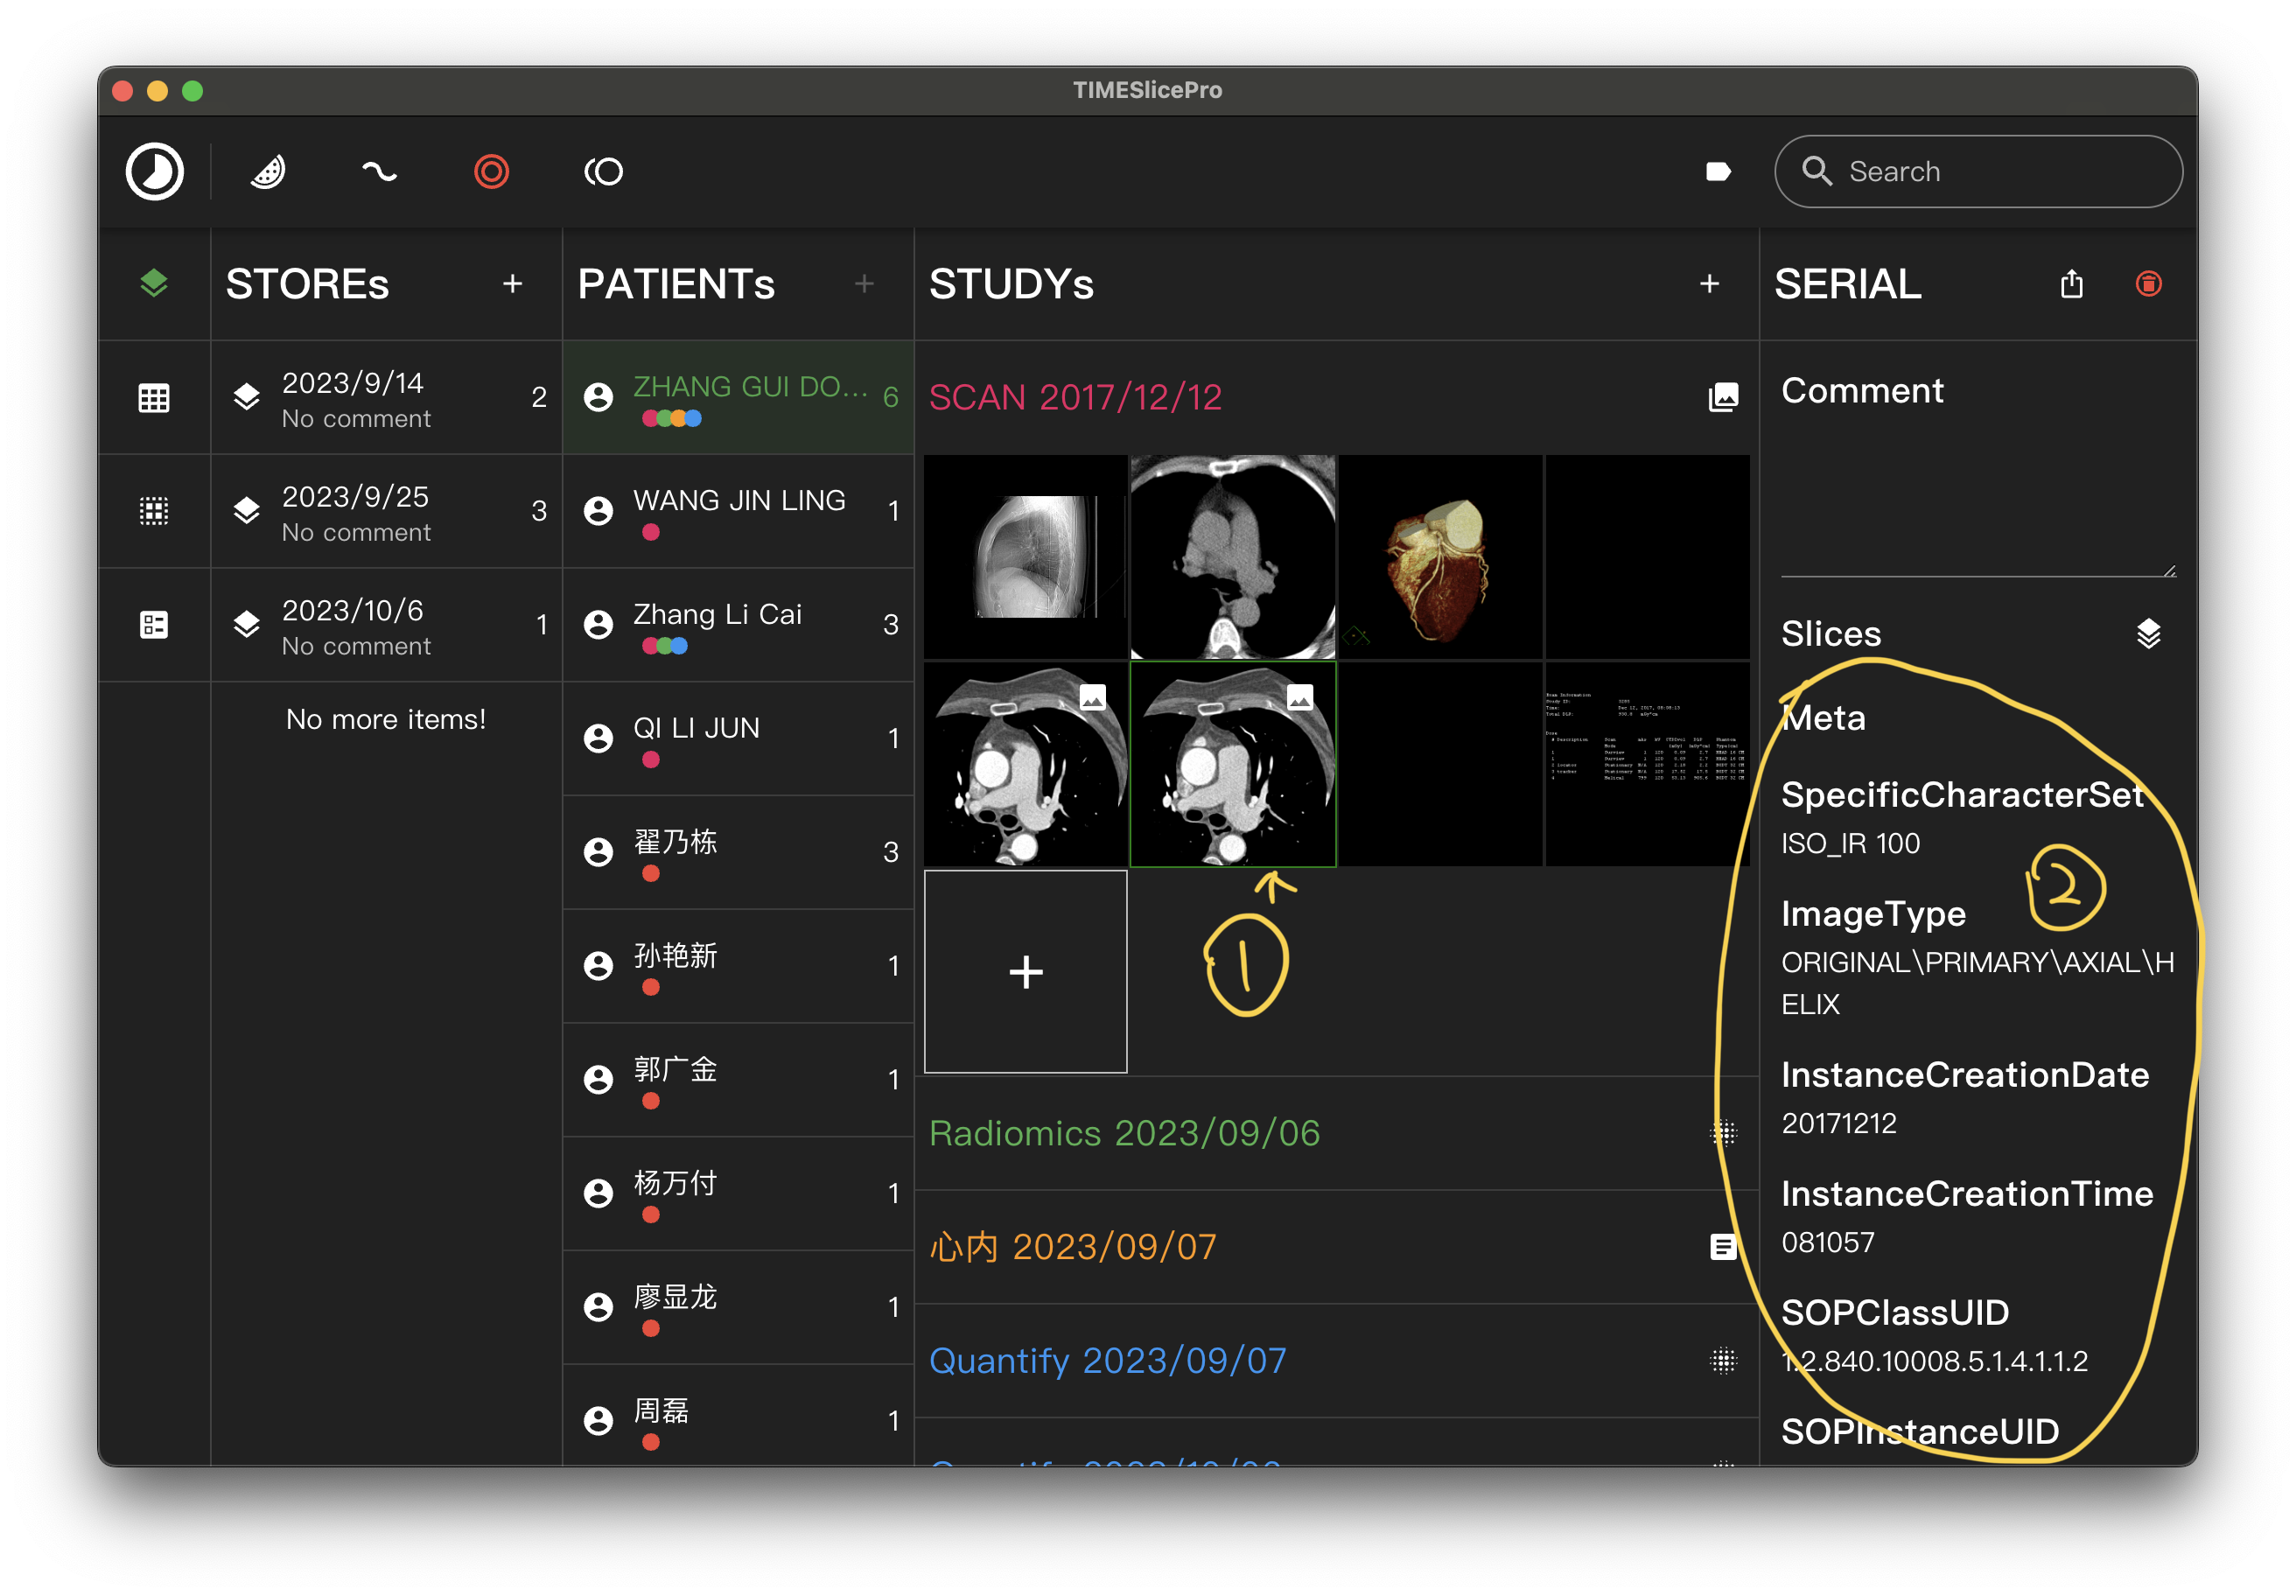 TIMESlicePro
Search
STOREs
PATIENTs
STUDYs
SERIAL
2023/9/14
No comment
2
2023/9/25
No comment
3
2023/10/6
No comment
1
No more items!
ZHANG GUI DO...
6
WANG JIN LING
1
Zhang Li Cai
3
QI LI JUN
1
翟乃栋
3
孙艳新
1
郭广金
1
杨万付
1
廖显龙
1
周磊
1
SCAN 2017/12/12
①
Radiomics 2023/09/06
心内 2023/09/07
Quantify 2023/09/07
Comment
Slices
Meta
SpecificCharacterSet
ISO_IR 100
②
ImageType
ORIGINAL\PRIMARY\AXIAL\H
ELIX
InstanceCreationDate
20171212
InstanceCreationTime
081057
SOPClassUID
1.2.840.10008.5.1.4.1.1.2
SOPInstanceUID